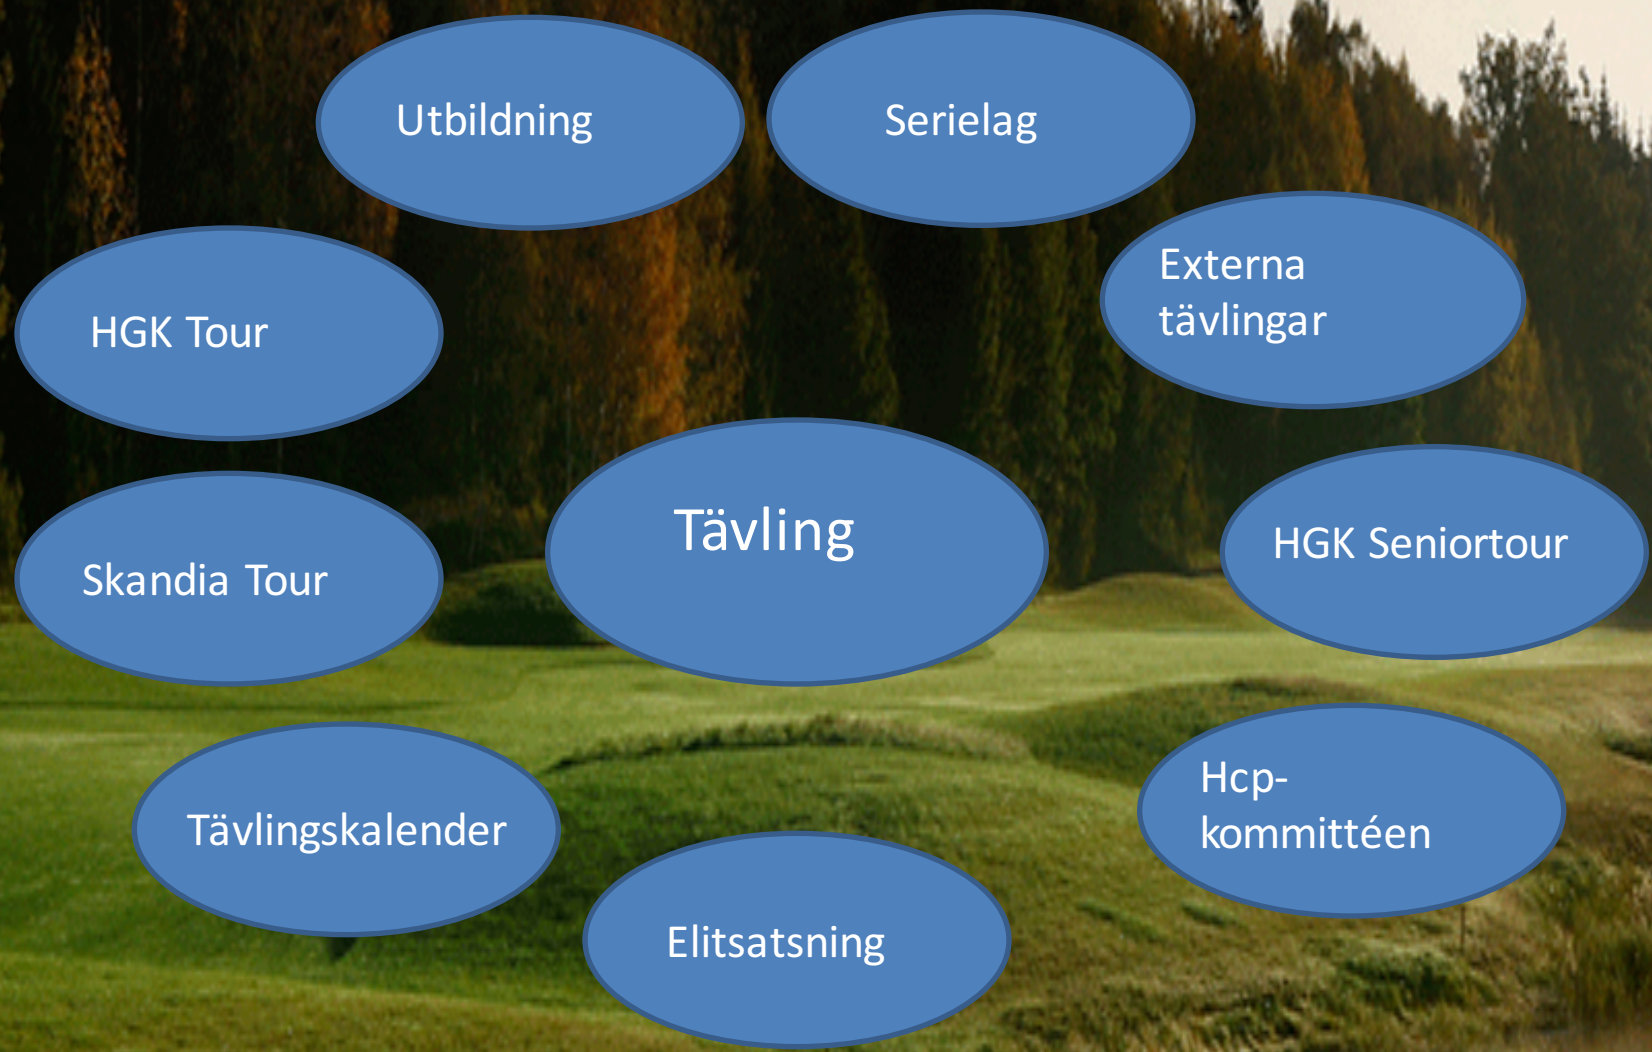 Utbildning
Serielag
Externa
tävlingar
HGK Tour
Tävling
HGK Seniortour
Skandia Tour
Hcp-
kommittéen
Tävlingskalender
Elitsatsning